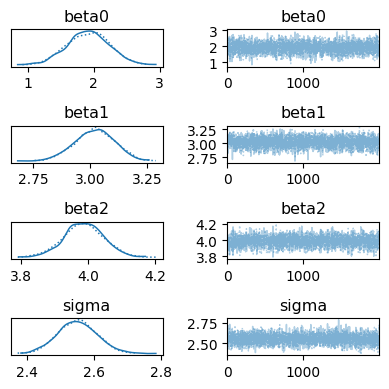 beta0 beta0
3
2
1
1 2 3 0 1000
beta1 beta1
3.25
3.00
2.75
2.75 3.00 3.25 0 1000
beta2 beta2
4.2
4.0
3.8
3.8 4.0 4.2 0 1000
sigma sigma
2.75
2.50
2.4 2.6 2.8 0 1000